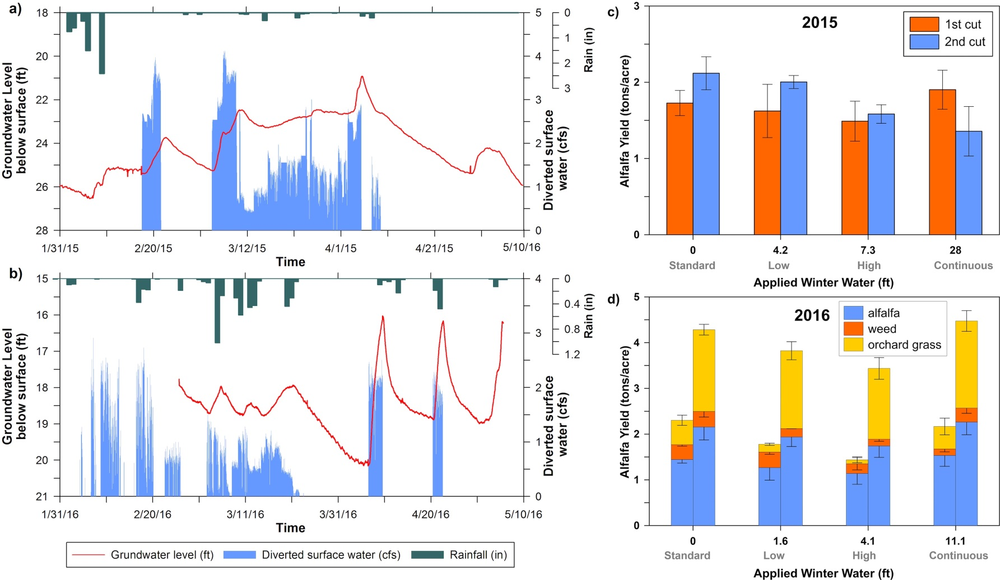 a)
18
20
22
24
26
28
Groundwater Level
below surface (ft)
5
4
3
2
1
0
Diverted surface
water (cfs)
0
1
2
3
Rain (in)
1/31/15
2/20/15
3/12/15
4/1/15
4/21/15
5/10/16
Time
b)
15
16
17
18
19
20
21
Groundwater Level
below surface (ft)
4
3
2
1
0
Diverted surface
water (cfs)
0
0.4
0.8
1.2
Rain (in)
1/31/16
2/20/16
3/11/16
3/31/16
4/20/16
5/10/16
Time
Grundwater level (ft)
Diverted surface water (cfs)
Rainfall (in)
c)
2015
1st cut
2nd cut
3
2
1
0
Alfalfa Yield (tons/acre)
0
4.2
7.3
28
Standard
Low
High
Continuous
Applied Winter Water (ft)
d)
2016
alfalfa
weed
orchard grass
5
4
3
2
1
0
Alfalfa Yield (tons/acre)
0
1.6
4.1
11.1
Standard
Low
High
Continuous
Applied Winter Water (ft)